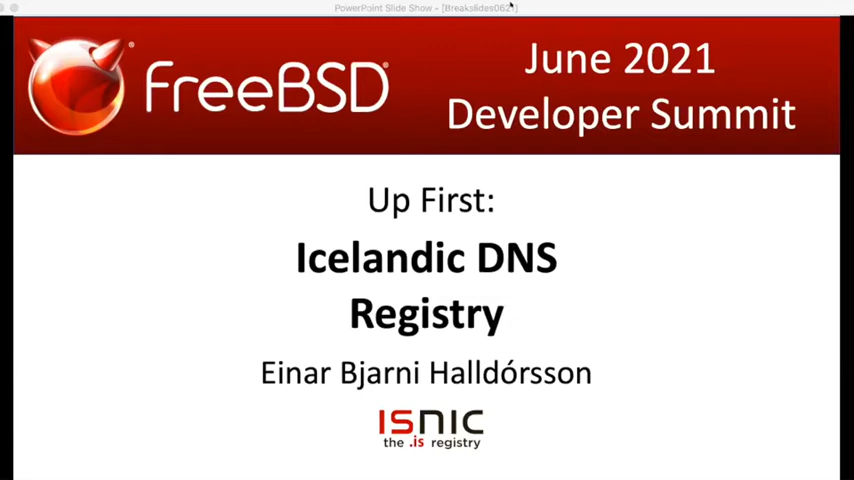 PowerPoint Slide Show - [Breakslides0621]
FreeBSD®
June 2021
Developer Summit
Up First:
Icelandic DNS
Registry
Einar Bjarni Halldórsson
ISNIC
the .is registry